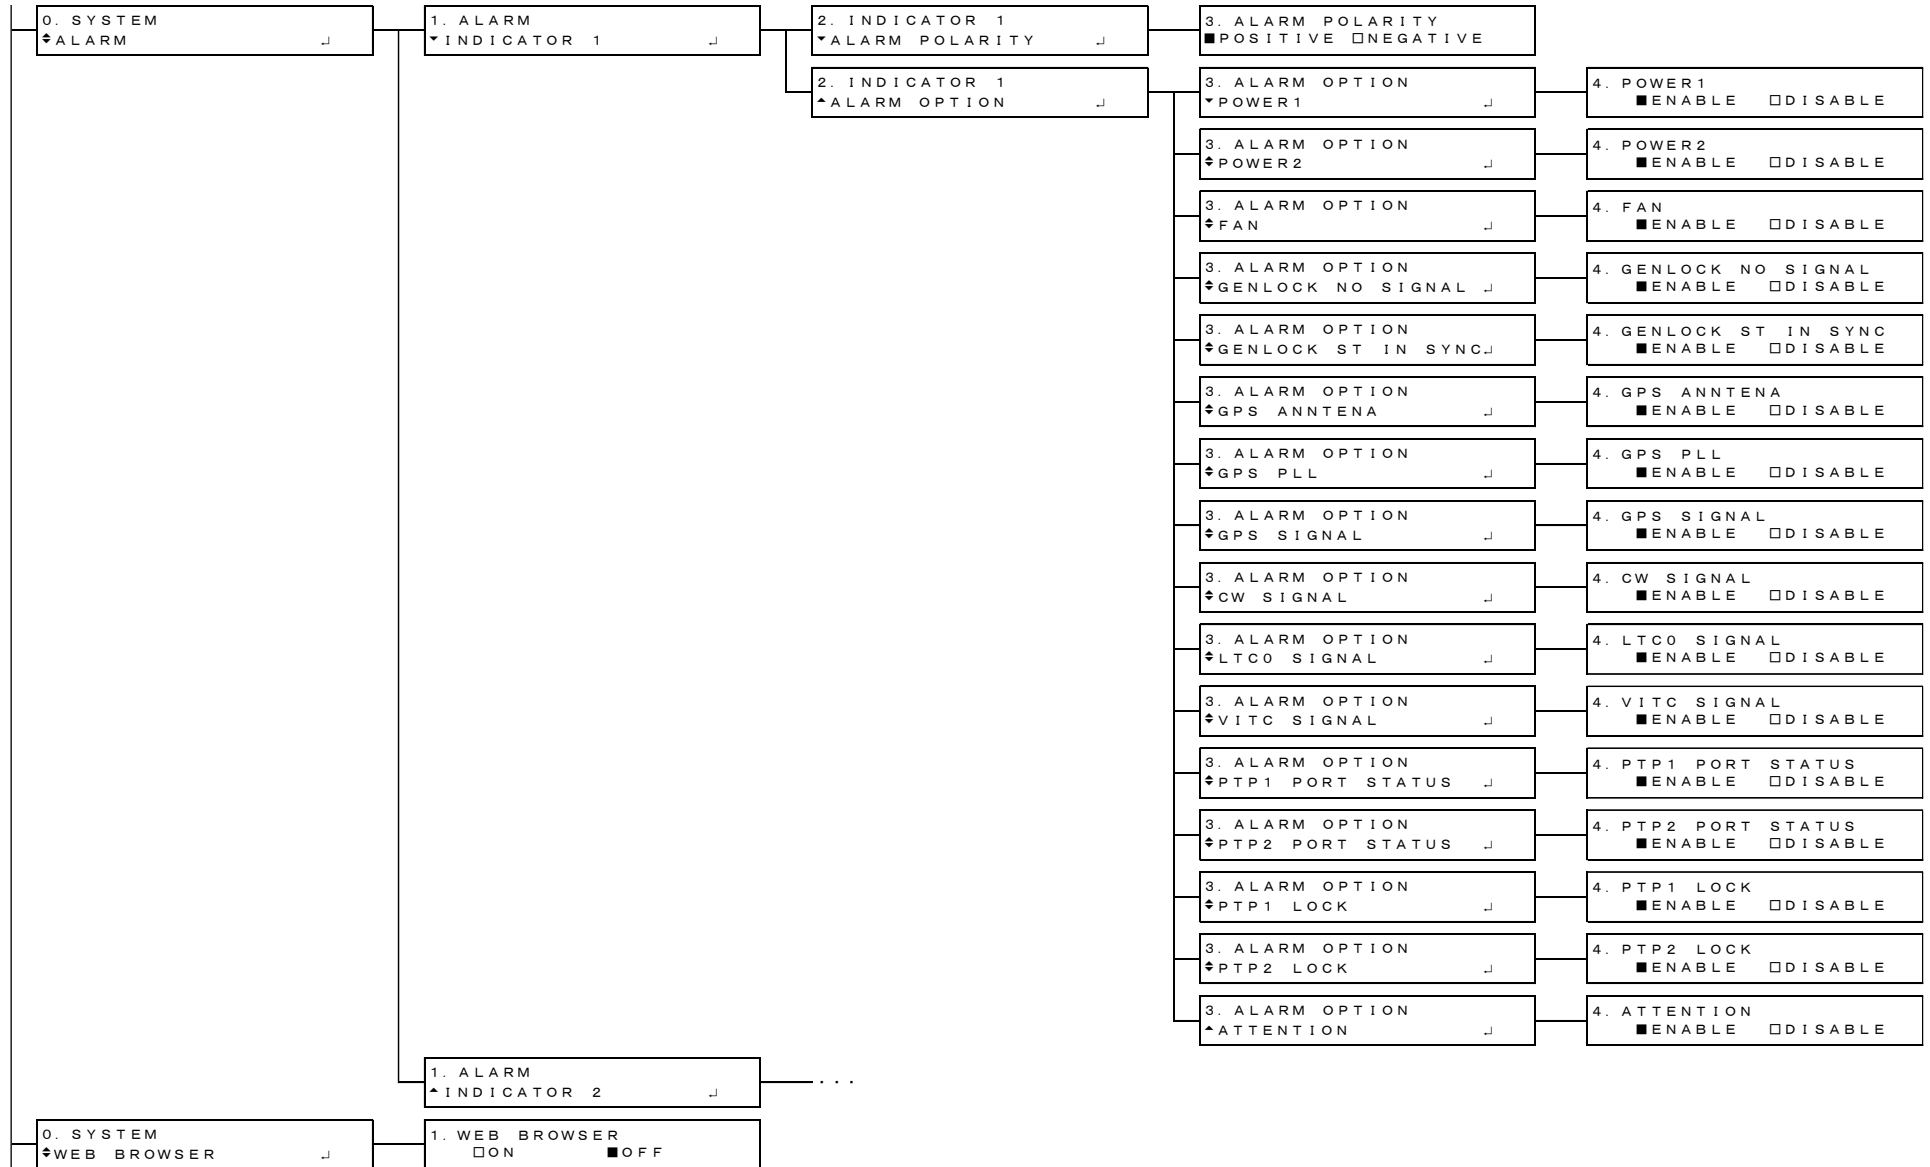 0. SYSTEM
ALARM ↵
1. ALARM
INDICATOR 1 ↵
2. INDICATOR 1
ALARM POLARITY ↵
3. ALARM POLARITY
■POSITIVE □NEGATIVE
2. INDICATOR 1
ALARM OPTION ↵
3. ALARM OPTION
POWER1 ↵
4. POWER1
■ENABLE □DISABLE
3. ALARM OPTION
POWER2 ↵
4. POWER2
■ENABLE □DISABLE
3. ALARM OPTION
FAN ↵
4. FAN
■ENABLE □DISABLE
3. ALARM OPTION
GENLOCK NO SIGNAL ↵
4. GENLOCK NO SIGNAL
■ENABLE □DISABLE
3. ALARM OPTION
GENLOCK ST IN SYNC↵
4. GENLOCK ST IN SYNC
■ENABLE □DISABLE
3. ALARM OPTION
GPS ANNTENA ↵
4. GPS ANNTENA
■ENABLE □DISABLE
3. ALARM OPTION
GPS PLL ↵
4. GPS PLL
■ENABLE □DISABLE
3. ALARM OPTION
GPS SIGNAL ↵
4. GPS SIGNAL
■ENABLE □DISABLE
3. ALARM OPTION
CW SIGNAL ↵
4. CW SIGNAL
■ENABLE □DISABLE
3. ALARM OPTION
LTC0 SIGNAL ↵
4. LTC0 SIGNAL
■ENABLE □DISABLE
3. ALARM OPTION
VITC SIGNAL ↵
4. VITC SIGNAL
■ENABLE □DISABLE
3. ALARM OPTION
PTP1 PORT STATUS ↵
4. PTP1 PORT STATUS
■ENABLE □DISABLE
3. ALARM OPTION
PTP2 PORT STATUS ↵
4. PTP2 PORT STATUS
■ENABLE □DISABLE
3. ALARM OPTION
PTP1 LOCK ↵
4. PTP1 LOCK
■ENABLE □DISABLE
3. ALARM OPTION
PTP2 LOCK ↵
4. PTP2 LOCK
■ENABLE □DISABLE
3. ALARM OPTION
ATTENTION ↵
4. ATTENTION
■ENABLE □DISABLE
1. ALARM
INDICATOR 2 ↵
...
0. SYSTEM
WEB BROWSER ↵
1. WEB BROWSER
□ON ■OFF